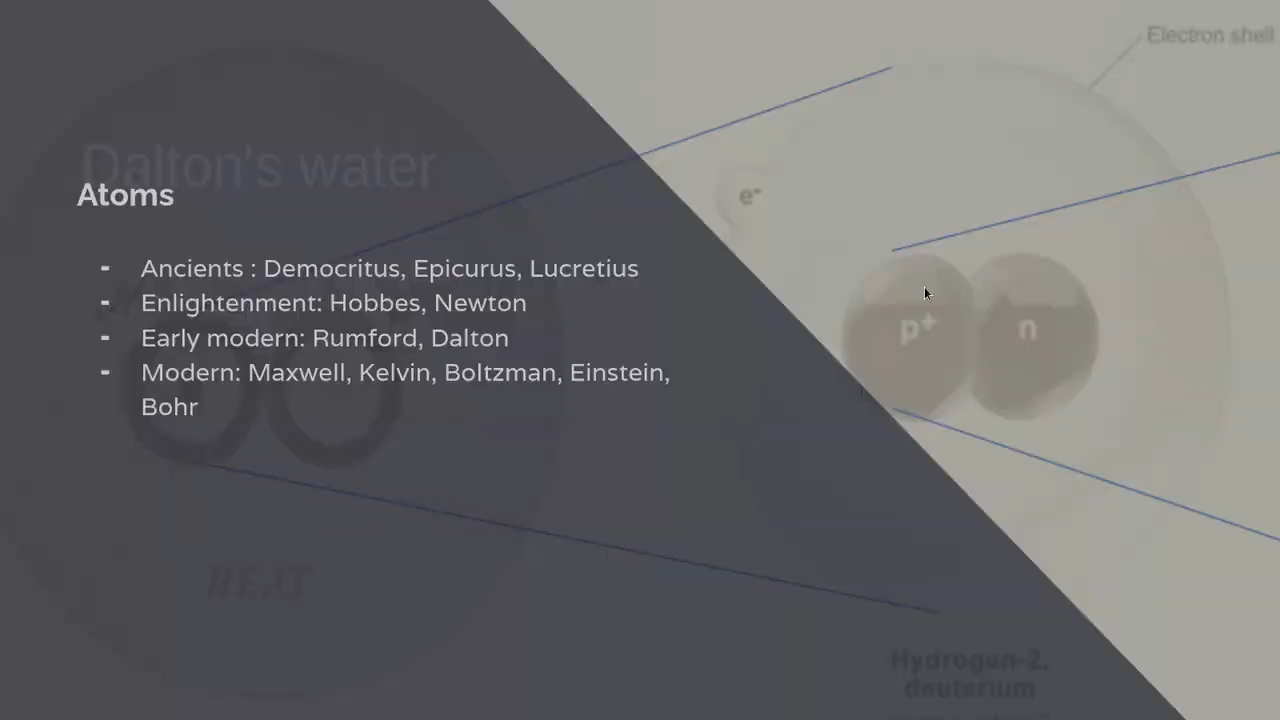 Electron shell
Dalton's water
Atoms
e-
- Ancients : Democritus, Epicurus, Lucretius
- Enlightenment: Hobbes, Newton
p+
n
- Early modern: Rumford, Dalton
- Modern: Maxwell, Kelvin, Boltzman, Einstein,
Bohr
HEAT
Hydrogen-2,
deuterium